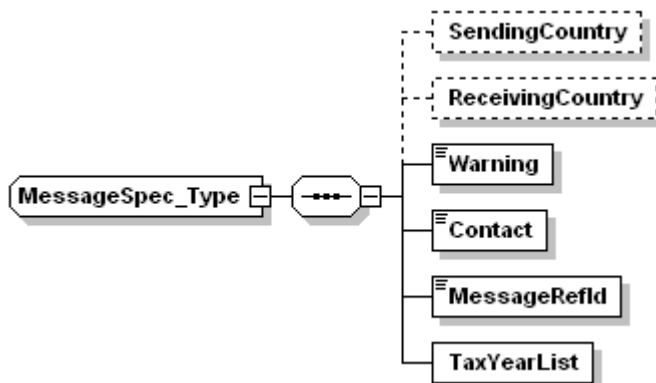 SendingCountry
ReceivingCountry
Warning
MessageSpec_Type
Contact
MessageRefId
TaxYearList